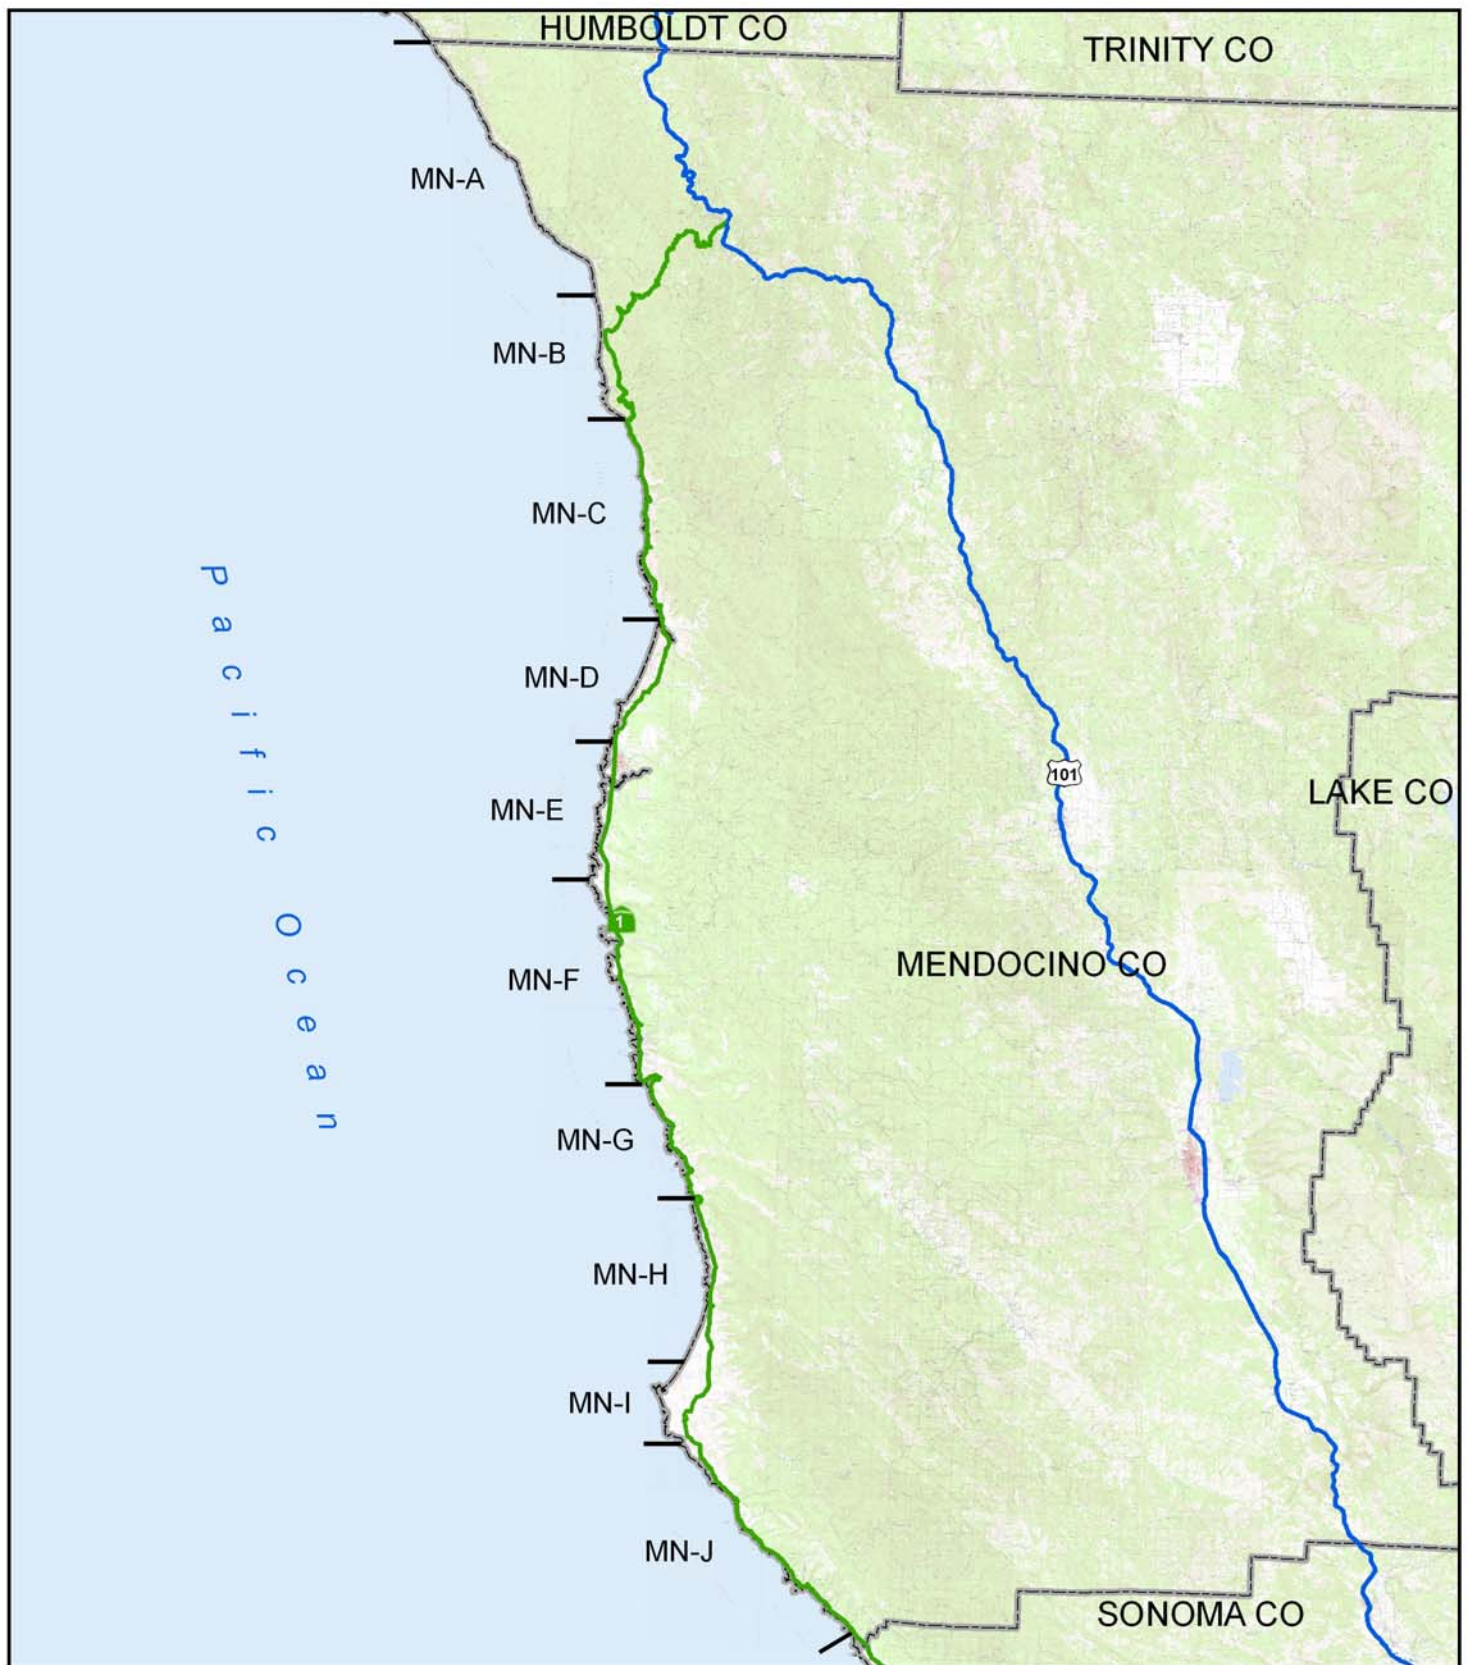 HUMBOLDT CO
TRINITY CO
MN-A
MN-B
MN-C
Pacific Ocean
MN-D
101
LAKE CO
MN-E
1
MENDOCINO CO
MN-F
MN-G
MN-H
MN-I
MN-J
SONOMA CO